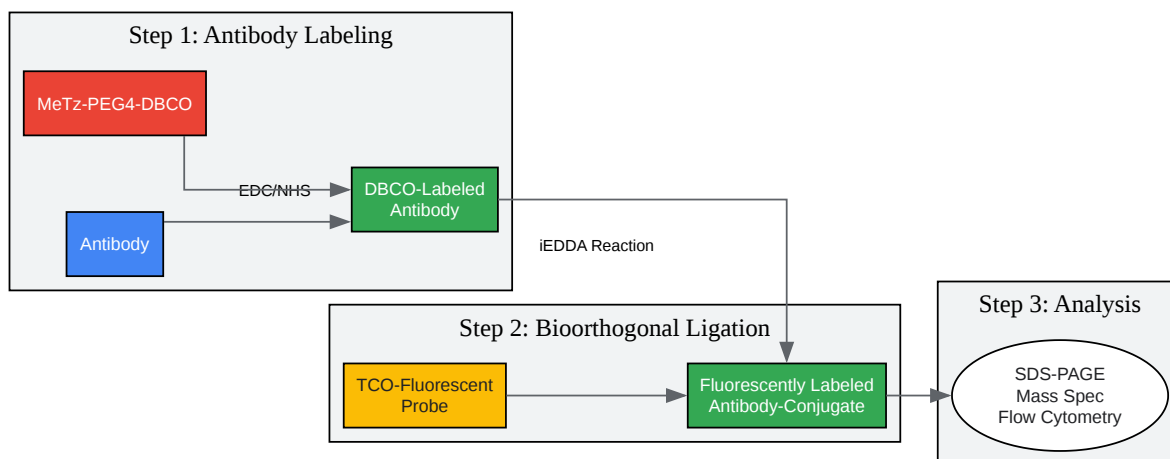 Step 1: Antibody Labeling
MeTz-PEG4-DBCO
EDC/NHS
DBCO-Labeled
Antibody
Antibody
iEDDA Reaction
Step 2: Bioorthogonal Ligation
TCO-Fluorescent
Probe
Fluorescently Labeled
Antibody-Conjugate
Step 3: Analysis
SDS-PAGE
Mass Spec
Flow Cytometry